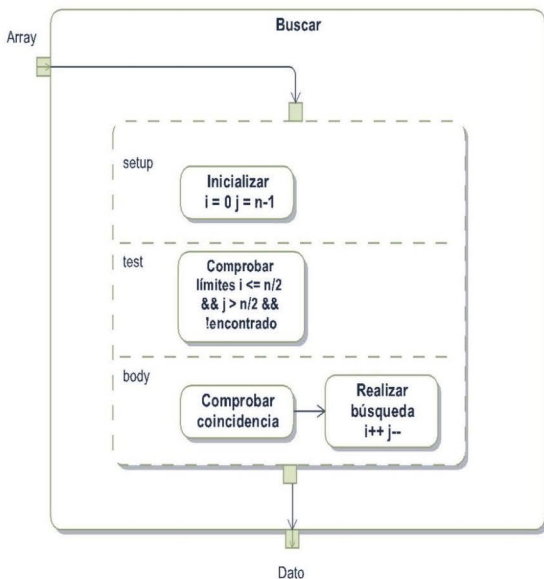 Buscar
Array
setup
Inicializar
i = 0 j = n-1
test
Comprobar
límites i <= n/2
&& j > n/2 &&
!encontrado
body
Comprobar
coincidencia
Realizar
búsqueda
i++ j--
Dato